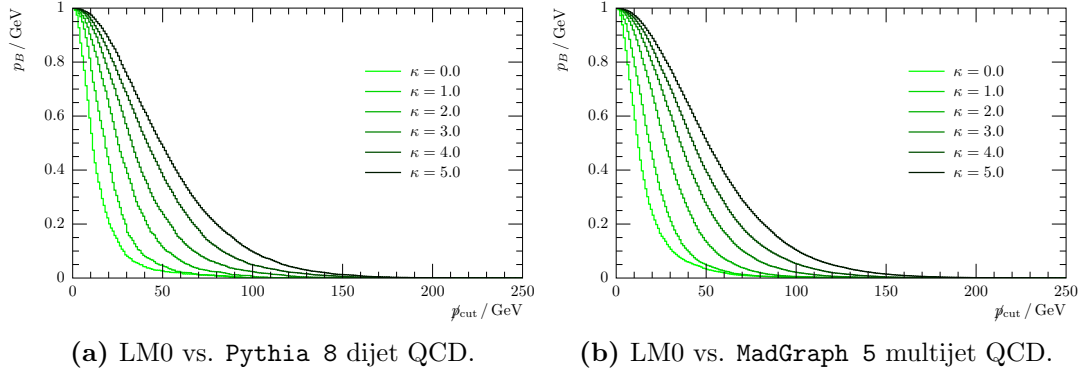 1
0.8
0.6
0.4
0.2
0
p_B / GeV
κ = 0.0
κ = 1.0
κ = 2.0
κ = 3.0
κ = 4.0
κ = 5.0
0 50 100 150 200 250
p̸_cut / GeV
(a) LM0 vs. Pythia 8 dijet QCD.
1
0.8
0.6
0.4
0.2
0
p_B / GeV
κ = 0.0
κ = 1.0
κ = 2.0
κ = 3.0
κ = 4.0
κ = 5.0
0 50 100 150 200 250
p̸_cut / GeV
(b) LM0 vs. MadGraph 5 multijet QCD.